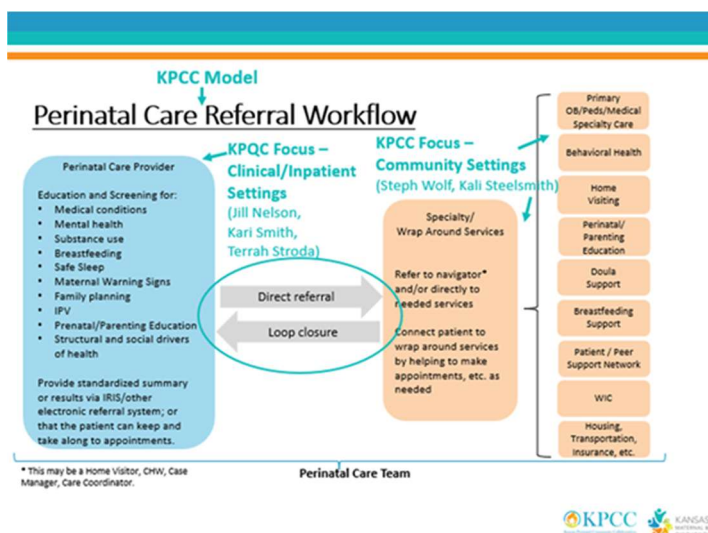 KPCC Model
Perinatal Care Referral Workflow
Perinatal Care Provider
Education and Screening for:
• Medical conditions
• Mental health
• Substance use
• Breastfeeding
• Safe Sleep
• Maternal Warning Signs
• Family planning
• IPV
• Prenatal/Parenting Education
• Structural and social drivers
of health
Provide standardized summary
or results via IRIS/other
electronic referral system; or
that the patient can keep and
take along to appointments.
KPQC Focus –
Clinical/Inpatient
Settings
(Jill Nelson,
Kari Smith,
Terrah Stroda)
Direct referral
Loop closure
KPCC Focus –
Community Settings
(Steph Wolf, Kali Steelsmith)
Specialty/
Wrap Around Services
Refer to navigator*
and/or directly to
needed services
Connect patient to
wrap around services
by helping to make
appointments, etc. as
needed
Primary
OB/Peds/Medical
Specialty Care
Behavioral Health
Home
Visiting
Perinatal/
Parenting
Education
Doula
Support
Breastfeeding
Support
Patient / Peer
Support Network
WIC
Housing,
Transportation,
Insurance, etc.
* This may be a Home Visitor, CHW, Case
Manager, Care Coordinator.
Perinatal Care Team
KPCC
KANSAS